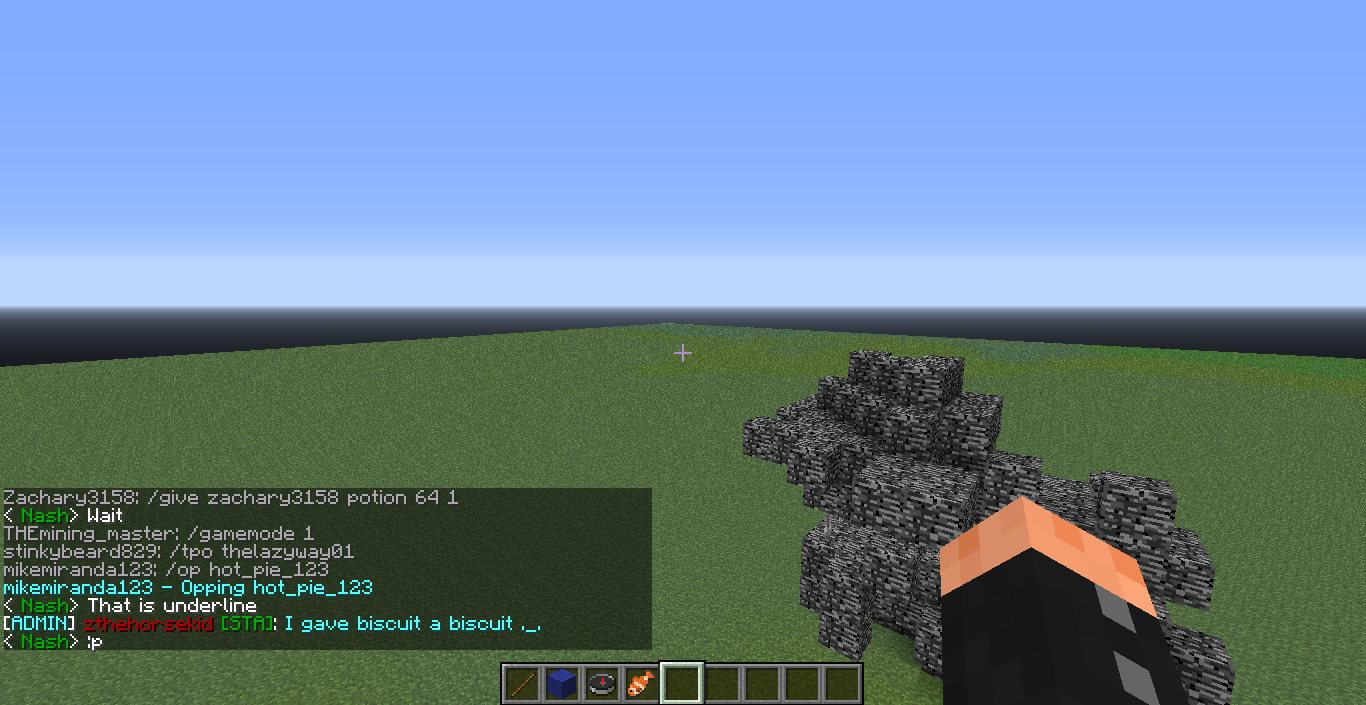 Zachary3158: /give zachary3158 potion 64 1
< Nash> Wait
THEmining_master: /gamemode 1
stinkybeard829: /tpo thelazyway01
mikemiranda123: /op hot_pie_123
mikemiranda123 - Opping hot_pie_123
< Nash> That is underline
[ADMIN] zthehorsekid [STA]: I gave biscuit a biscuit ._.
< Nash> :p